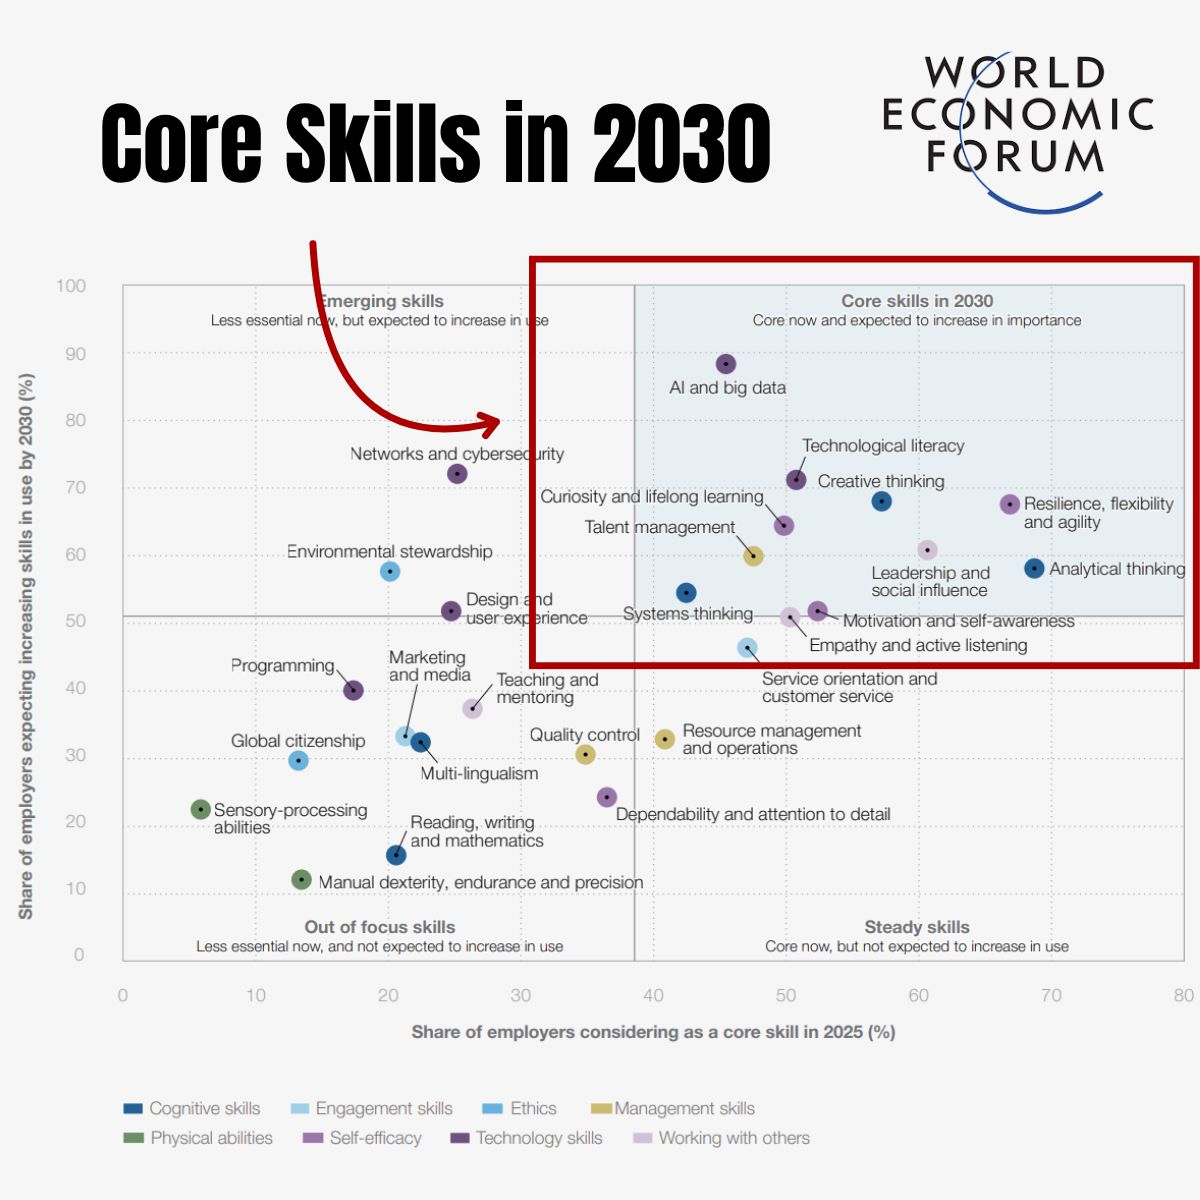 WORLD
ECONOMIC
FORUM
Core Skills in 2030
100
90
80
70
60
50
40
30
20
10
0
Share of employers expecting increasing skills in use by 2030 (%)
Emerging skills
Less essential now, but expected to increase in use
Core skills in 2030
Core now and expected to increase in importance
AI and big data
Technological literacy
Networks and cybersecurity
Creative thinking
Curiosity and lifelong learning
Resilience, flexibility
and agility
Talent management
Environmental stewardship
Leadership and
social influence
Analytical thinking
Design and
user experience
Systems thinking
Motivation and self-awareness
Empathy and active listening
Programming
Marketing
and media
Teaching and
mentoring
Service orientation and
customer service
Global citizenship
Quality control
Resource management
and operations
Multi-lingualism
Sensory-processing
abilities
Dependability and attention to detail
Reading, writing
and mathematics
Manual dexterity, endurance and precision
Out of focus skills
Less essential now, and not expected to increase in use
Steady skills
Core now, but not expected to increase in use
0 10 20 30 40 50 60 70 80
Share of employers considering as a core skill in 2025 (%)
Cognitive skills Engagement skills Ethics Management skills
Physical abilities Self-efficacy Technology skills Working with others